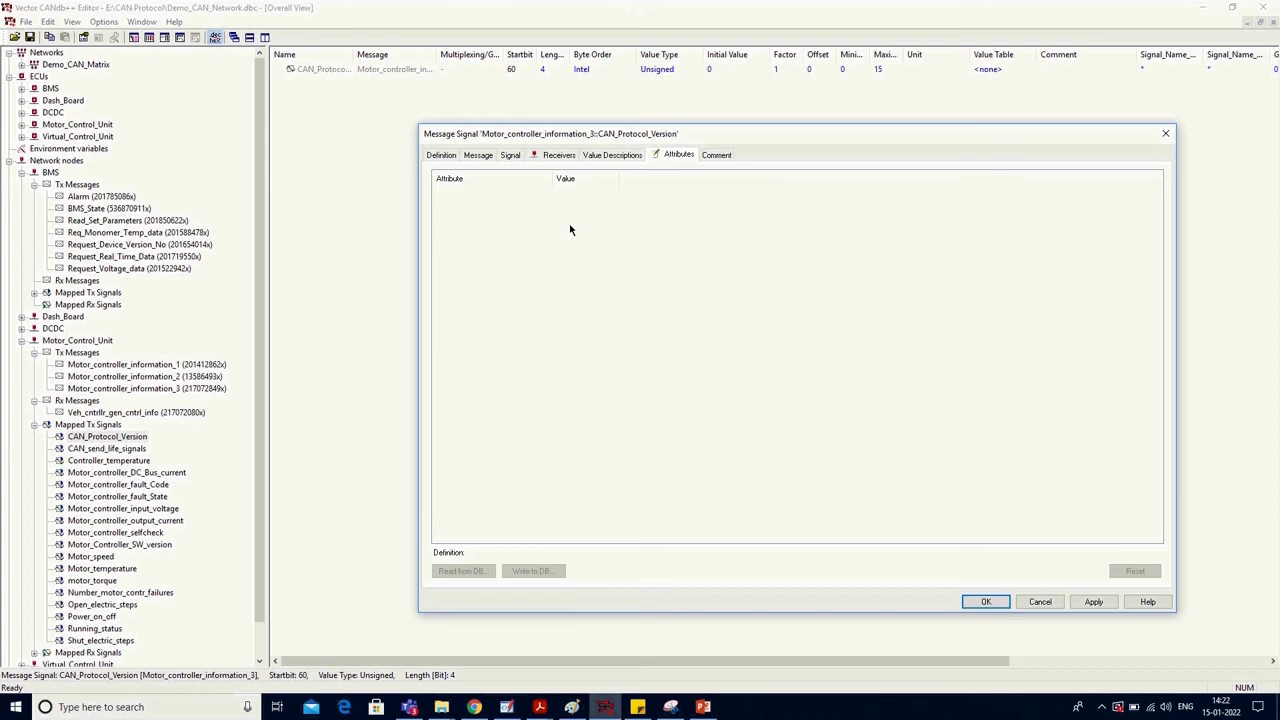 Vector CANdb++ Editor - E:\CAN Protocol\Demo_CAN_Network.dbc - [Overall View]
File Edit View Options Window Help
Networks
Demo_CAN_Matrix
ECUs
BMS
Dash_Board
DCDC
Motor_Control_Unit
Virtual_Control_Unit
Environment variables
Network nodes
BMS
Tx Messages
Alarm (201785086x)
BMS_State (536870911x)
Read_Set_Parameters (201850622x)
Req_Monomer_Temp_data (201588478x)
Request_Device_Version_No (201654014x)
Request_Real_Time_Data (201719550x)
Request_Voltage_data (201522942x)
Rx Messages
Mapped Tx Signals
Mapped Rx Signals
Dash_Board
DCDC
Motor_Control_Unit
Tx Messages
Motor_controller_information_1 (201412862x)
Motor_controller_information_2 (13586493x)
Motor_controller_information_3 (217072849x)
Rx Messages
Veh_cntrllr_gen_cntrl_info (217072080x)
Mapped Tx Signals
CAN_Protocol_Version
CAN_send_life_signals
Controller_temperature
Motor_controller_DC_Bus_current
Motor_controller_fault_Code
Motor_controller_fault_State
Motor_controller_input_voltage
Motor_controller_output_current
Motor_controller_selfcheck
Motor_Controller_SW_version
Motor_speed
Motor_temperature
motor_torque
Number_motor_contr_failures
Open_electric_steps
Power_on_off
Running_status
Shut_electric_steps
Mapped Rx Signals
Virtual_Control_Unit
Name Message Multiplexing/G... Startbit Leng... Byte Order Value Type Initial Value Factor Offset Mini... Maxi... Unit Value Table Comment Signal_Name_... Signal_Name_... G
CAN_Protoco... Motor_controller_in... - 60 4 Intel Unsigned 0 1 0 0 15 <none> * * 0
Message Signal 'Motor_controller_information_3::CAN_Protocol_Version'
Definition Message Signal Receivers Value Descriptions Attributes Comment
Attribute Value
Definition:
Read from DB... Write to DB... Reset
OK Cancel Apply Help
Message Signal: CAN_Protocol_Version [Motor_controller_information_3], Startbit: 60, Value Type: Unsigned, Length [Bit]: 4
Ready NUM
Type here to search
ENG
14:22
15-01-2022